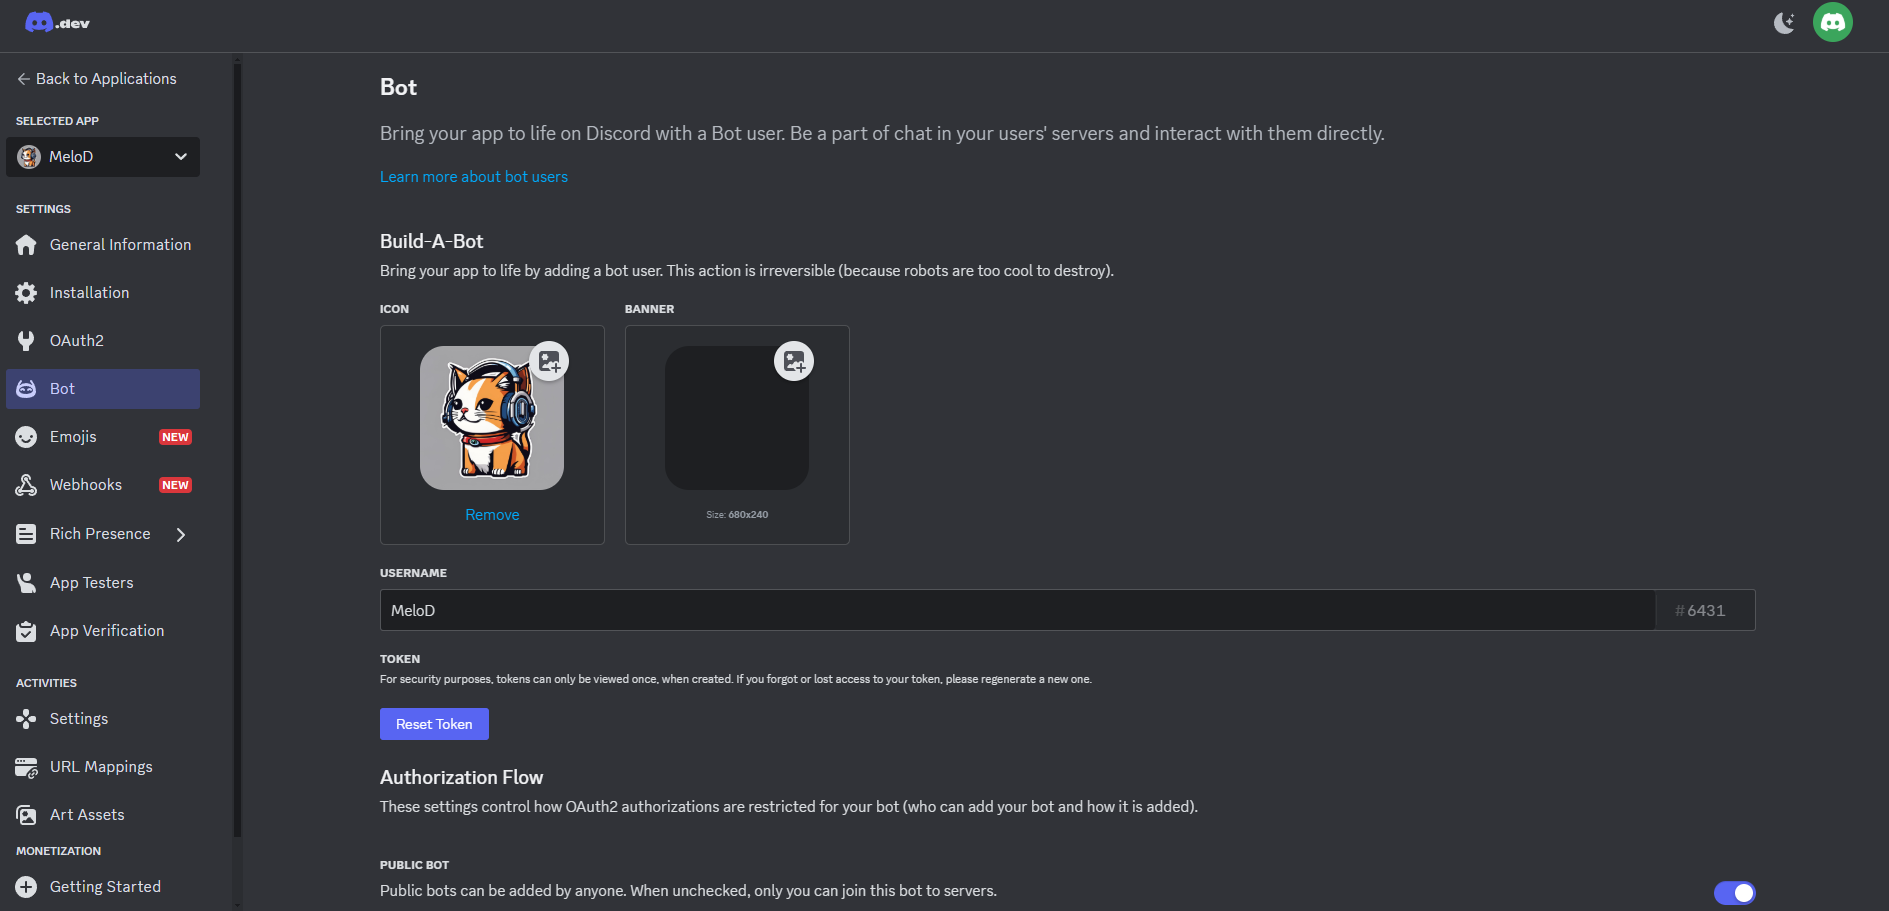 .dev
Back to Applications
SELECTED APP
MeloD
SETTINGS
General Information
Installation
OAuth2
Bot
Emojis NEW
Webhooks NEW
Rich Presence
App Testers
App Verification
ACTIVITIES
Settings
URL Mappings
Art Assets
MONETIZATION
Getting Started
Bot
Bring your app to life on Discord with a Bot user. Be a part of chat in your users' servers and interact with them directly.
Learn more about bot users
Build-A-Bot
Bring your app to life by adding a bot user. This action is irreversible (because robots are too cool to destroy).
ICON BANNER
Remove Size: 680x240
USERNAME
MeloD #6431
TOKEN
For security purposes, tokens can only be viewed once, when created. If you forgot or lost access to your token, please regenerate a new one.
Reset Token
Authorization Flow
These settings control how OAuth2 authorizations are restricted for your bot (who can add your bot and how it is added).
PUBLIC BOT
Public bots can be added by anyone. When unchecked, only you can join this bot to servers.